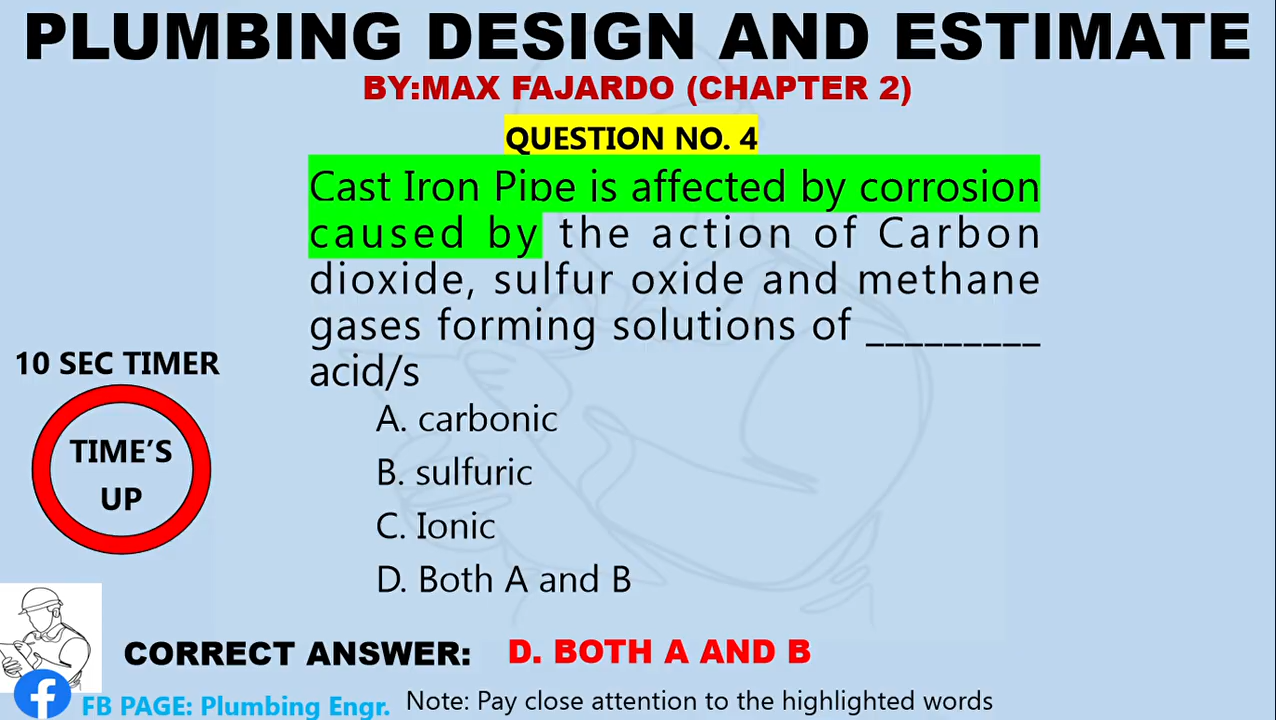 PLUMBING DESIGN AND ESTIMATE
BY:MAX FAJARDO (CHAPTER 2)
QUESTION NO. 4
Cast Iron Pipe is affected by corrosion
caused by the action of Carbon
dioxide, sulfur oxide and methane
gases forming solutions of _________
acid/s
10 SEC TIMER
TIME'S
UP
A. carbonic
B. sulfuric
C. Ionic
D. Both A and B
CORRECT ANSWER: D. BOTH A AND B
FB PAGE: Plumbing Engr. Note: Pay close attention to the highlighted words